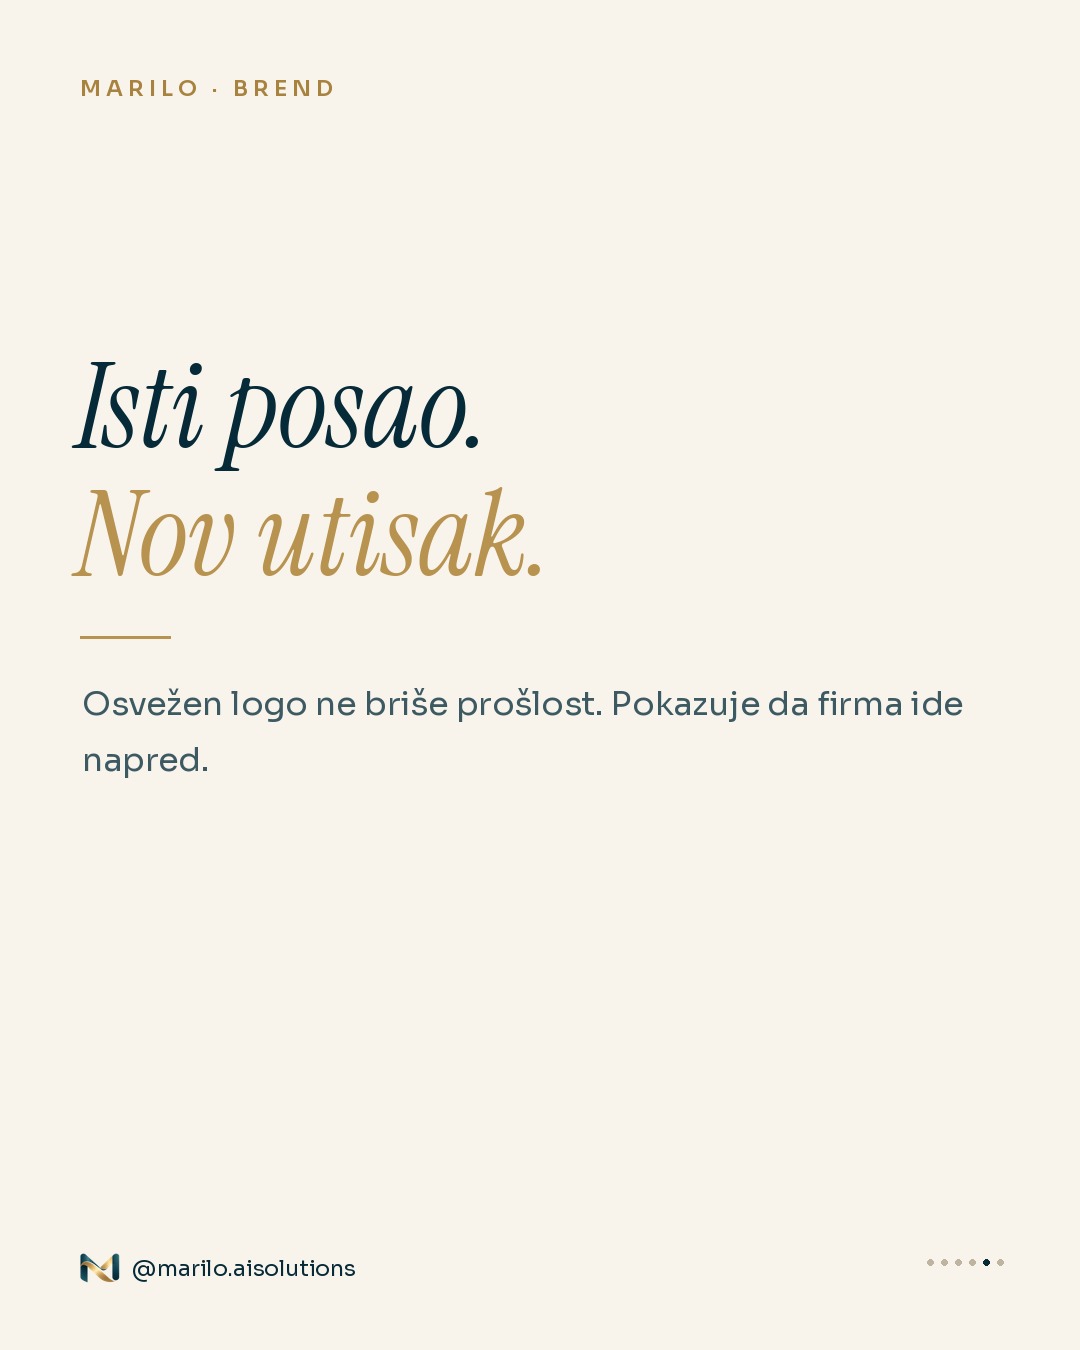 MARILO · BREND
Isti posao.
Nov utisak.
Osvežen logo ne briše prošlost. Pokazuje da firma ide
napred.
@marilo.aisolutions